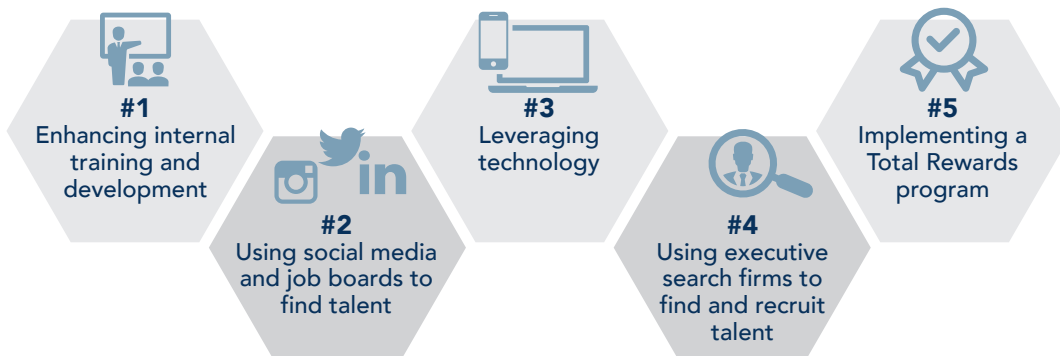 #1
Enhancing internal
training and
development
in
#2
Using social media
and job boards to
find talent
#3
Leveraging
technology
#4
Using executive
search firms to
find and recruit
talent
#5
Implementing a
Total Rewards
program